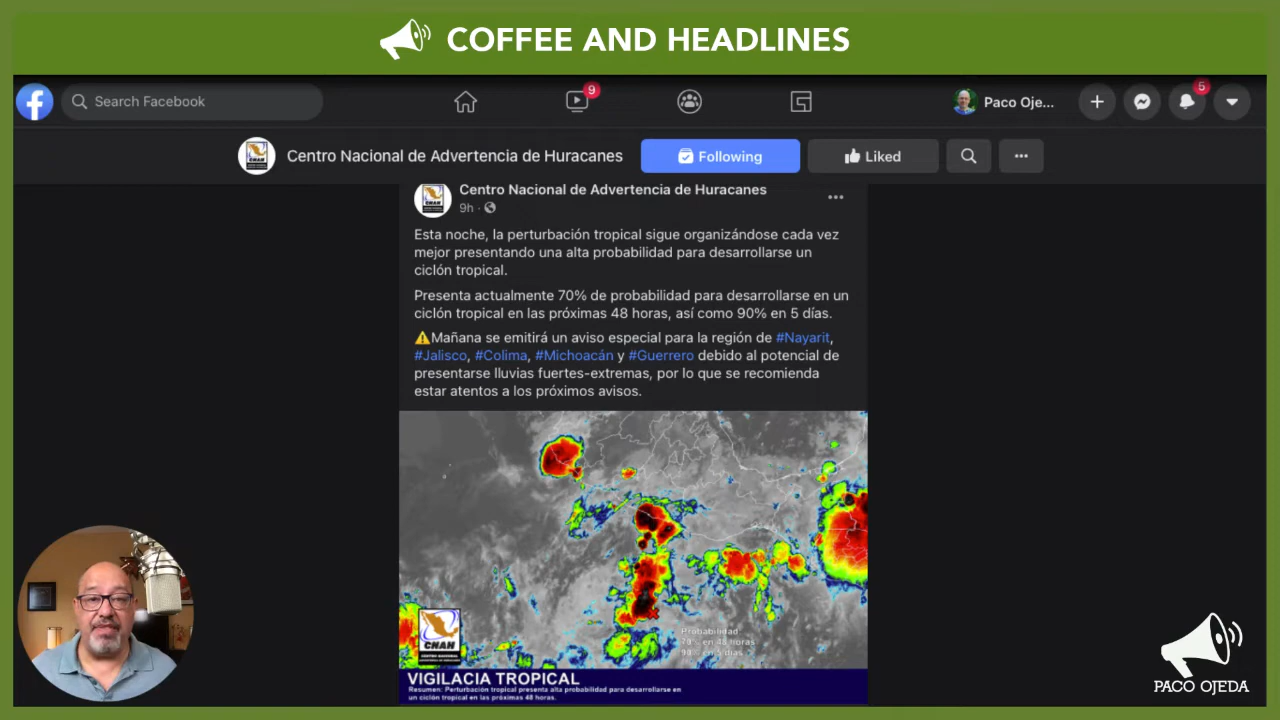 COFFEE AND HEADLINES
Search Facebook
9
Paco Oje...
5
Centro Nacional de Advertencia de Huracanes
Following
Liked
Centro Nacional de Advertencia de Huracanes
9h ·
Esta noche, la perturbación tropical sigue organizándose cada vez
mejor presentando una alta probabilidad para desarrollarse un
ciclón tropical.
Presenta actualmente 70% de probabilidad para desarrollarse en un
ciclón tropical en las próximas 48 horas, así como 90% en 5 días.
Mañana se emitirá un aviso especial para la región de #Nayarit,
#Jalisco, #Colima, #Michoacán y #Guerrero debido al potencial de
presentarse lluvias fuertes-extremas, por lo que se recomienda
estar atentos a los próximos avisos.
Probabilidad:
70% en 48 horas
90% en 5 días
CNAN
VIGILACIA TROPICAL
Resumen: Perturbación tropical presenta alta probabilidad para desarrollarse en
un ciclón tropical en las próximas 48 horas.
PACO OJEDA